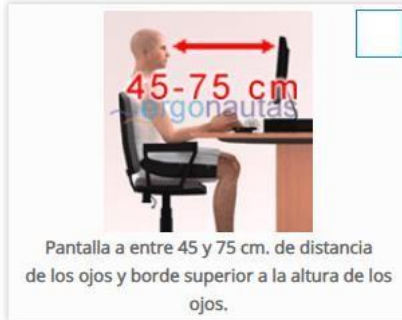 45-75 cm
ergonautas
Pantalla a entre 45 y 75 cm. de distancia
de los ojos y borde superior a la altura de los
ojos.